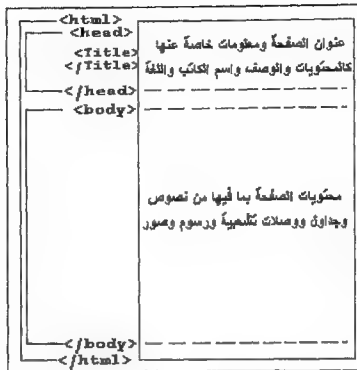 <html>
<head>
<Title>
</Title>
عنوان الصفحة ومعلومات خاصة عنها
كالمحتويات والوصف واسم الكاتب واللغة
</head>
<body>
محتويات الصفحة بما فيها من نصوص
وجداول ووصلات تشعبية ورسوم وصور
</body>
</html>